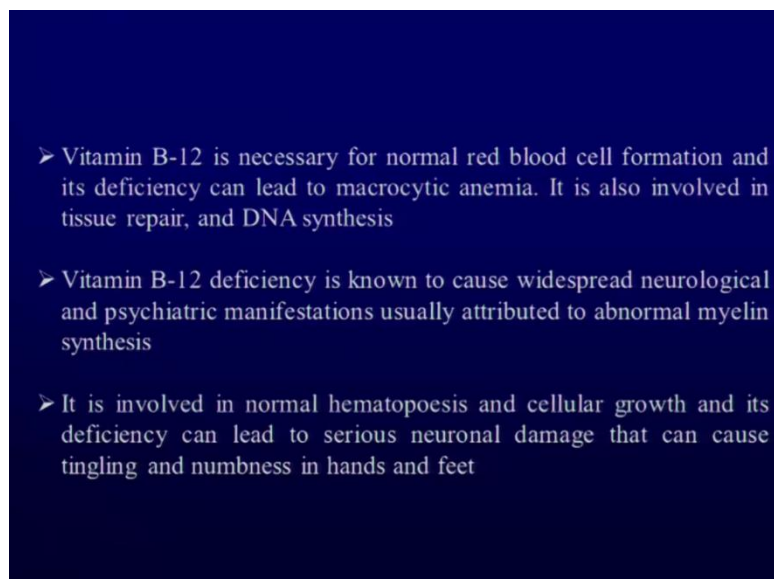 ➢ Vitamin B-12 is necessary for normal red blood cell formation and
its deficiency can lead to macrocytic anemia. It is also involved in
tissue repair, and DNA synthesis
➢ Vitamin B-12 deficiency is known to cause widespread neurological
and psychiatric manifestations usually attributed to abnormal myelin
synthesis
➢ It is involved in normal hematopoesis and cellular growth and its
deficiency can lead to serious neuronal damage that can cause
tingling and numbness in hands and feet